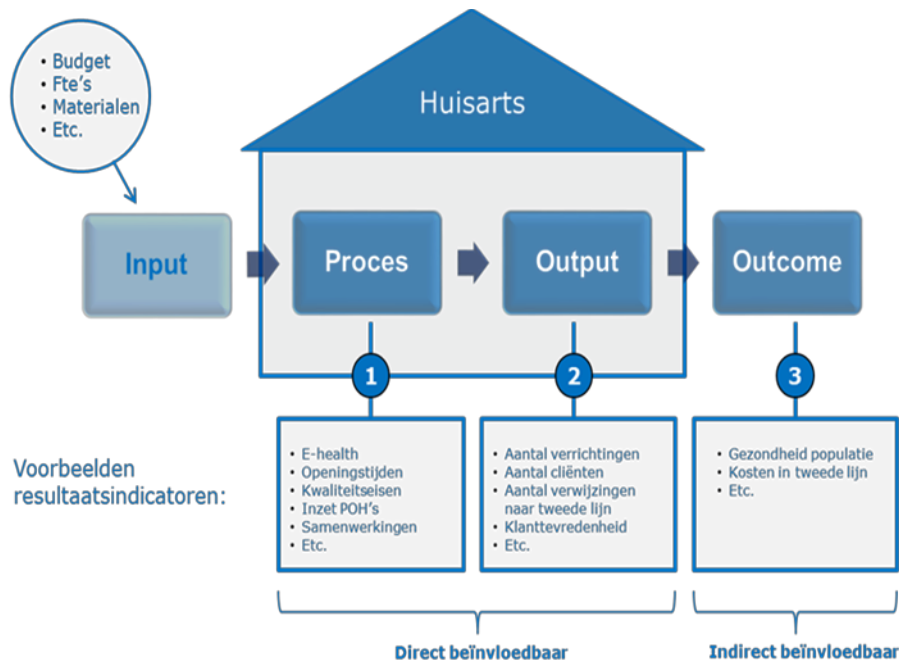 • Budget
• Fte's
• Materialen
• Etc.
Huisarts
Input
Proces
Output
Outcome
1
2
3
Voorbeelden
resultaatsindicatoren:
• E-health
• Openingstijden
• Kwaliteitseisen
• Inzet POH's
• Samenwerkingen
• Etc.
• Aantal verrichtingen
• Aantal cliënten
• Aantal verwijzingen
naar tweede lijn
• Klanttevredenheid
• Etc.
• Gezondheid populatie
• Kosten in tweede lijn
• Etc.
Direct beïnvloedbaar
Indirect beïnvloedbaar